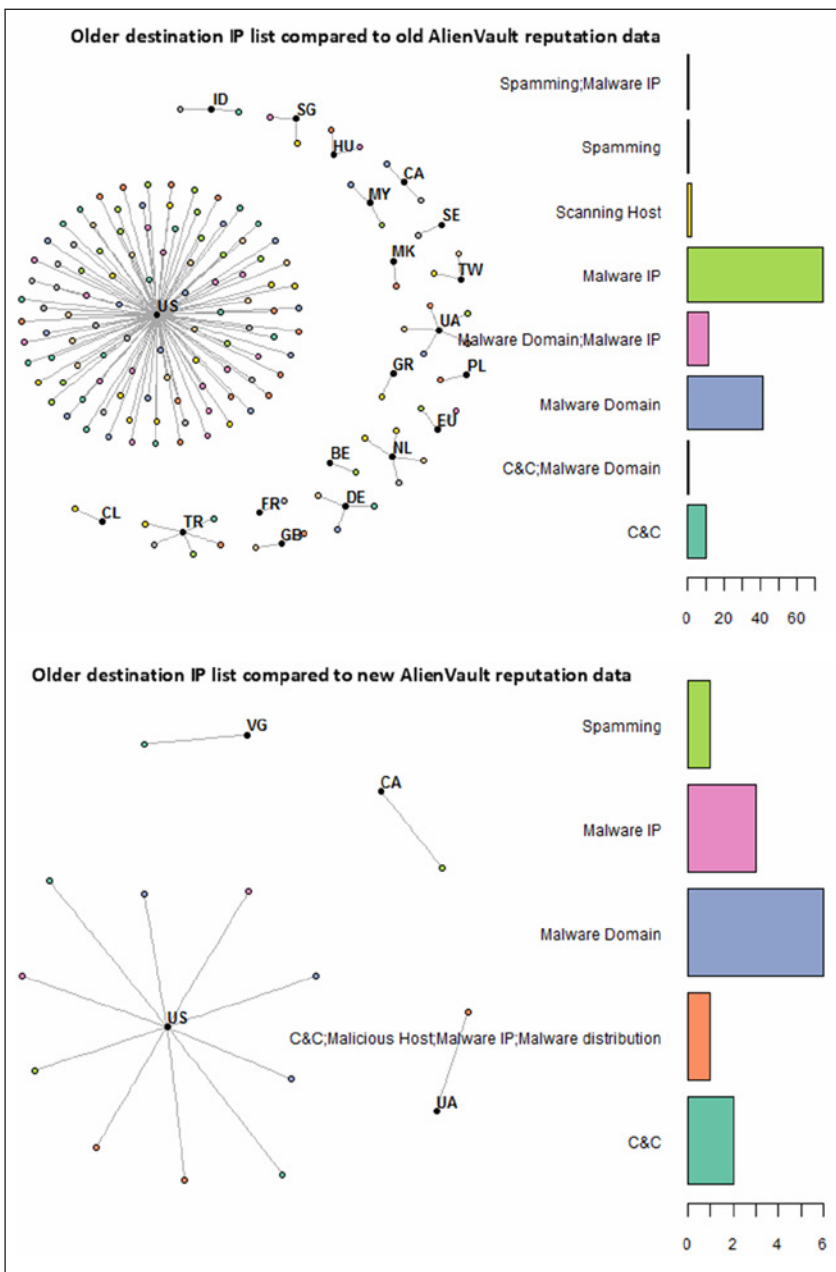 Older destination IP list compared to old AlienVault reputation data
ID
SG
HU
CA
MY
SE
MK
TW
US
UA
GR
PL
EU
NL
BE
DE
CL
TR
FR
GB
Spamming;Malware IP
Spamming
Scanning Host
Malware IP
Malware Domain;Malware IP
Malware Domain
C&C;Malware Domain
C&C
0 20 40 60
Older destination IP list compared to new AlienVault reputation data
VG
CA
US
UA
Spamming
Malware IP
Malware Domain
C&C;Malicious Host;Malware IP;Malware distribution
C&C
0 2 4 6